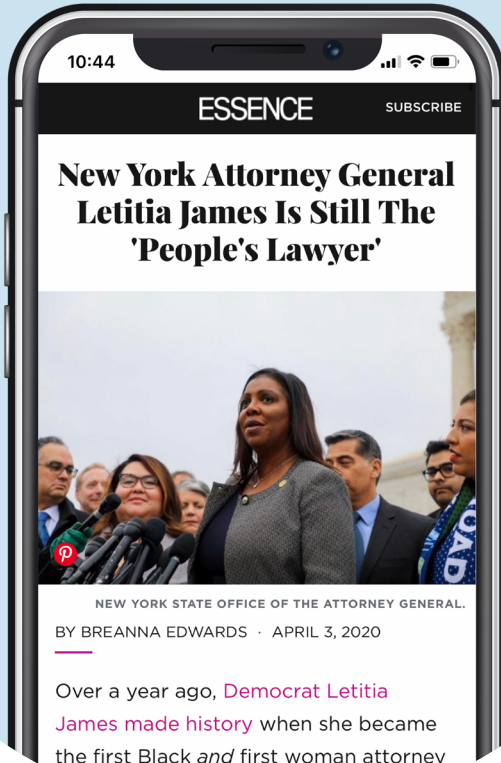 10:44
ESSENCE
SUBSCRIBE
New York Attorney General
Letitia James Is Still The
'People's Lawyer'
OAD
NEW YORK STATE OFFICE OF THE ATTORNEY GENERAL.
BY BREANNA EDWARDS · APRIL 3, 2020
Over a year ago, Democrat Letitia
James made history when she became
the first Black and first woman attorney